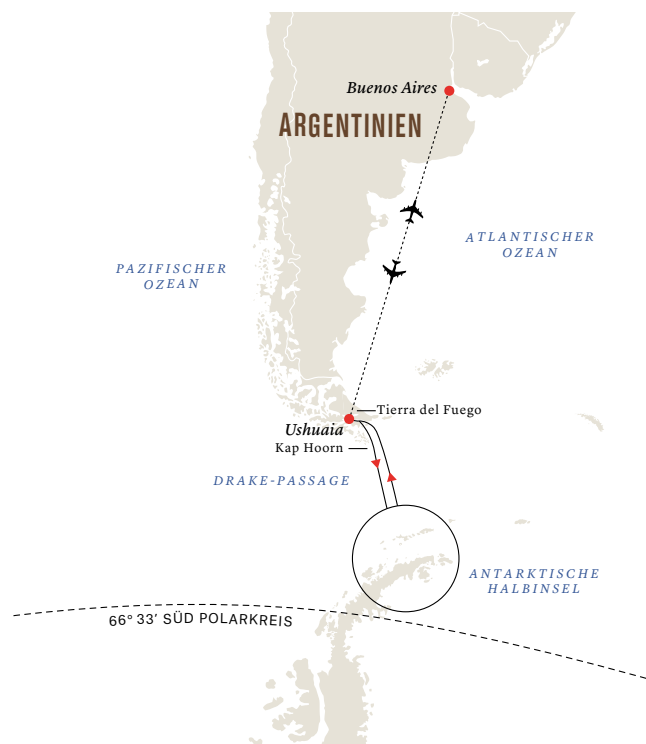 Buenos Aires
ARGENTINIEN
ATLANTISCHER
OZEAN
PAZIFISCHER
OZEAN
Tierra del Fuego
Ushuaia
Kap Hoorn
DRAKE-PASSAGE
ANTARKTISCHE
HALBINSEL
66° 33′ SÜD POLARKREIS